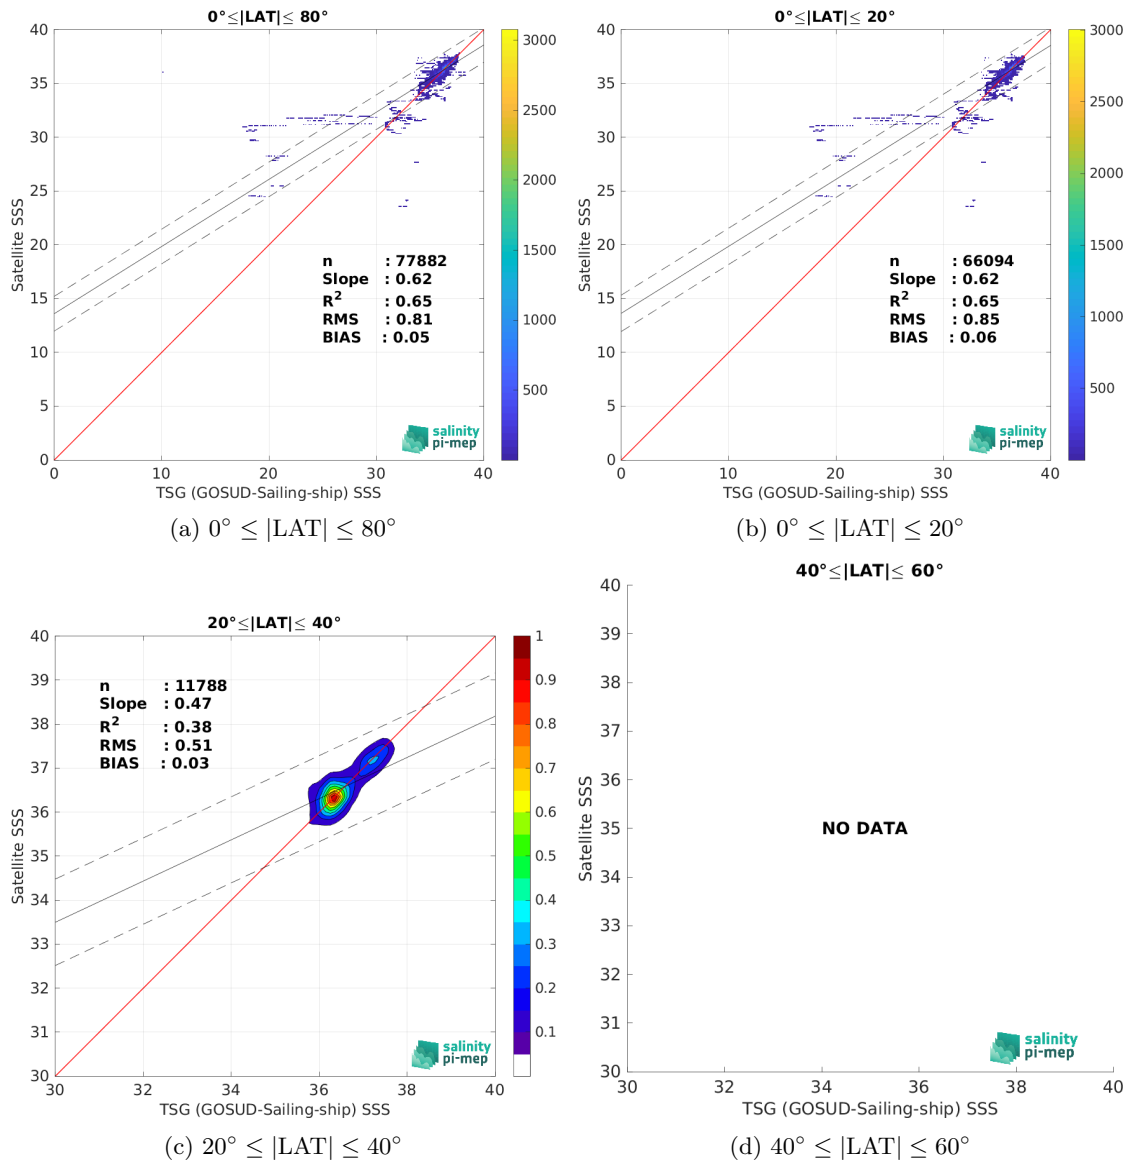 0°≤|LAT|≤ 80°
40
35
30
25
20
15
10
5
0
Satellite SSS
n : 77882
Slope : 0.62
R² : 0.65
RMS : 0.81
BIAS : 0.05
salinity
pi-mep
0 10 20 30 40
TSG (GOSUD-Sailing-ship) SSS
3000
2500
2000
1500
1000
500
(a) 0° ≤ |LAT| ≤ 80°
0°≤|LAT|≤ 20°
40
35
30
25
20
15
10
5
0
Satellite SSS
n : 66094
Slope : 0.62
R² : 0.65
RMS : 0.85
BIAS : 0.06
salinity
pi-mep
0 10 20 30 40
TSG (GOSUD-Sailing-ship) SSS
3000
2500
2000
1500
1000
500
(b) 0° ≤ |LAT| ≤ 20°
20°≤|LAT|≤ 40°
40
39
38
37
36
35
34
33
32
31
30
Satellite SSS
n : 11788
Slope : 0.47
R² : 0.38
RMS : 0.51
BIAS : 0.03
salinity
pi-mep
30 32 34 36 38 40
TSG (GOSUD-Sailing-ship) SSS
1
0.9
0.8
0.7
0.6
0.5
0.4
0.3
0.2
0.1
(c) 20° ≤ |LAT| ≤ 40°
40°≤|LAT|≤ 60°
40
39
38
37
36
35
34
33
32
31
30
Satellite SSS
NO DATA
salinity
pi-mep
30 32 34 36 38 40
TSG (GOSUD-Sailing-ship) SSS
(d) 40° ≤ |LAT| ≤ 60°